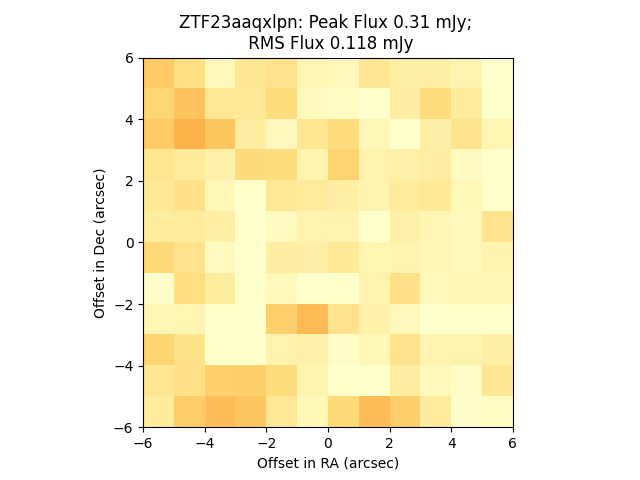 ZTF23aaqxlpn: Peak Flux 0.31 mJy;
RMS Flux 0.118 mJy
6
4
2
0
−2
−4
−6
Offset in Dec (arcsec)
−6 −4 −2 0 2 4 6
Offset in RA (arcsec)